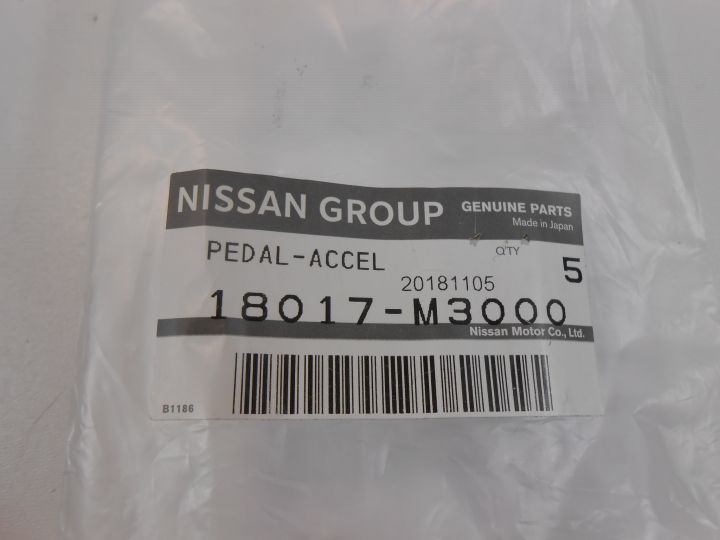 NISSAN GROUP GENUINE PARTS
Made in Japan
PEDAL-ACCEL Q'TY 5
20181105
18017-M3000
Nissan Motor Co., Ltd.
B1186